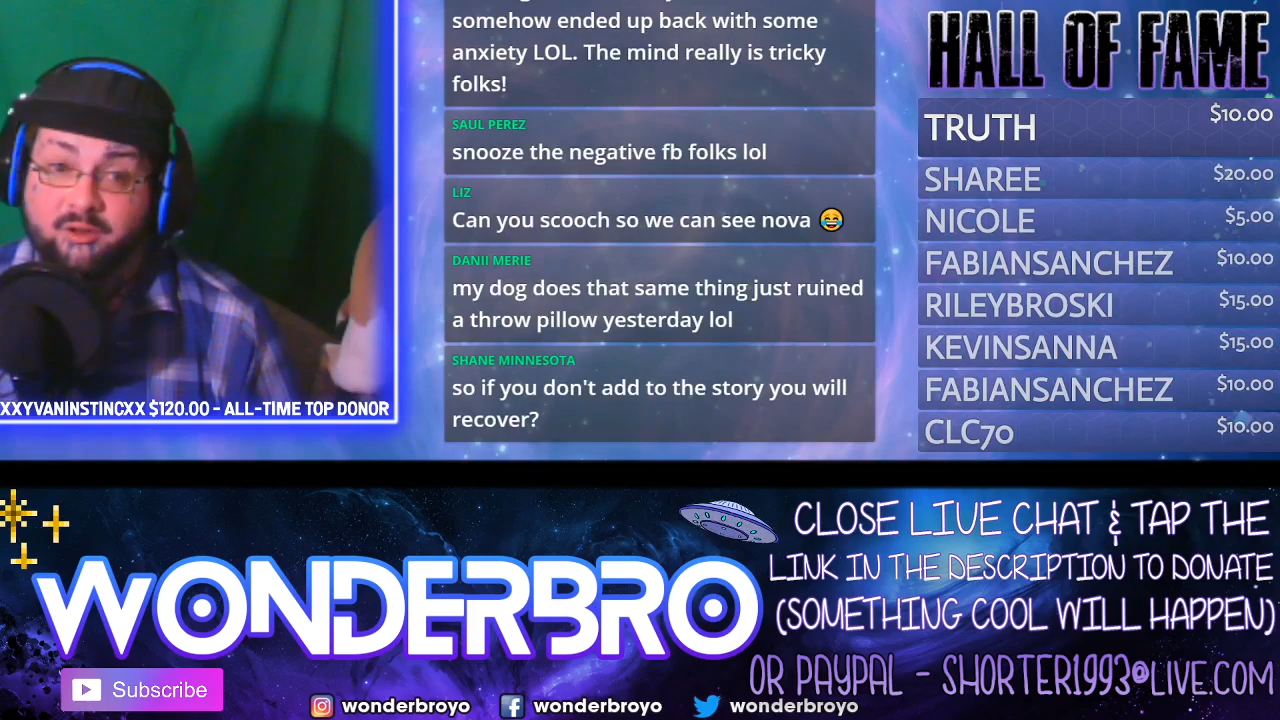 somehow ended up back with some
anxiety LOL. The mind really is tricky
folks!
SAUL PEREZ
snooze the negative fb folks lol
LIZ
Can you scooch so we can see nova 😂
DANII MERIE
my dog does that same thing just ruined
a throw pillow yesterday lol
SHANE MINNESOTA
so if you don't add to the story you will
recover?
HALL OF FAME
TRUTH $10.00
SHAREE $20.00
NICOLE $5.00
FABIANSANCHEZ $10.00
RILEYBROSKI $15.00
KEVINSANNA $15.00
FABIANSANCHEZ $10.00
CLC70 $10.00
XXYVANINSTINCXX $120.00 - ALL-TIME TOP DONOR
WONDERBRO
Subscribe
wonderbroyo wonderbroyo wonderbroyo
CLOSE LIVE CHAT & TAP THE
LINK IN THE DESCRIPTION TO DONATE
(SOMETHING COOL WILL HAPPEN)
OR PAYPAL - SHORTER1993@LIVE.COM